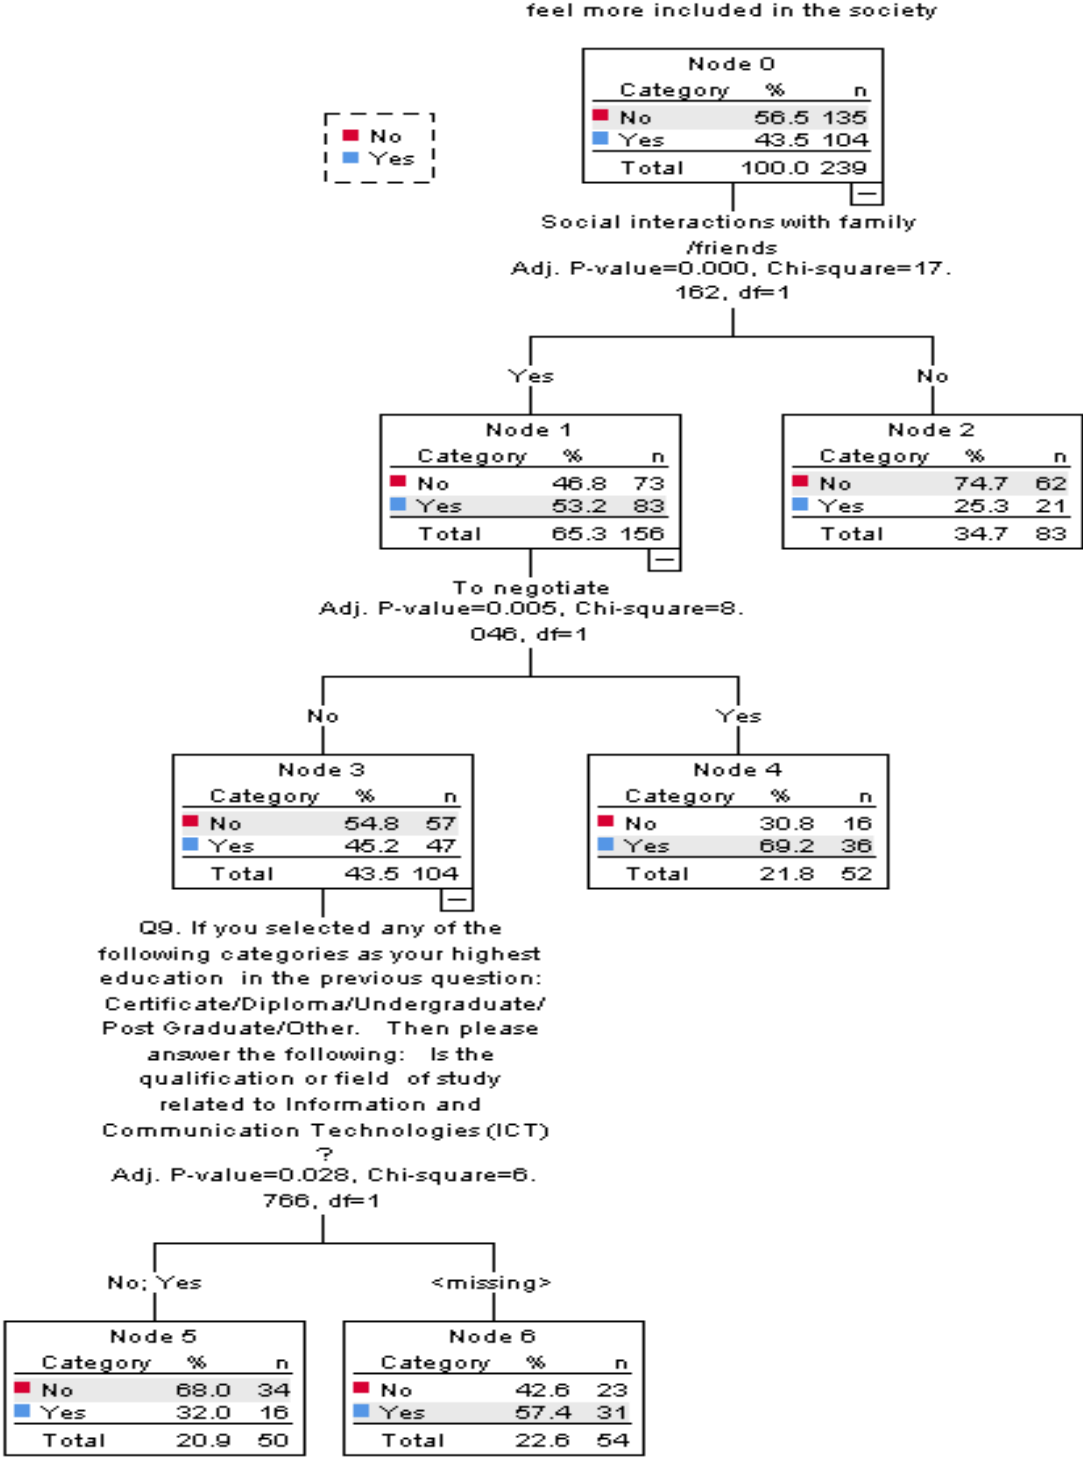 feel more included in the society
Node 0
Category % n
No 56.5 135
Yes 43.5 104
Total 100.0 239
No
Yes
Social interactions with family
/friends
Adj. P-value=0.000, Chi-square=17.
162, df=1
Yes
No
Node 1
Category % n
No 46.8 73
Yes 53.2 83
Total 65.3 156
Node 2
Category % n
No 74.7 62
Yes 25.3 21
Total 34.7 83
To negotiate
Adj. P-value=0.005, Chi-square=8.
046, df=1
No
Yes
Node 3
Category % n
No 54.8 57
Yes 45.2 47
Total 43.5 104
Node 4
Category % n
No 30.8 16
Yes 69.2 36
Total 21.8 52
Q9. If you selected any of the
following categories as your highest
education in the previous question:
Certificate/Diploma/Undergraduate/
Post Graduate/Other. Then please
answer the following: Is the
qualification or field of study
related to Information and
Communication Technologies (ICT)
?
Adj. P-value=0.028, Chi-square=6.
766, df=1
No; Yes
<missing>
Node 5
Category % n
No 68.0 34
Yes 32.0 16
Total 20.9 50
Node 6
Category % n
No 42.6 23
Yes 57.4 31
Total 22.6 54